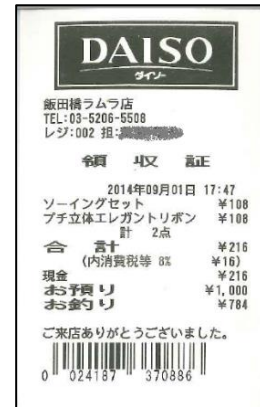 DAISO
ダイソー
飯田橋ラムラ店
TEL:03-5206-5508
レジ:002 担:
領 収 証
2014年09月01日 17:47
ソーイングセット ¥108
プチ立体エレガントリボン ¥108
計 2点
合 計 ¥216
(内消費税等 8% ¥16)
現金 ¥216
お預り ¥1,000
お釣り ¥784
ご来店ありがとうございました。
0 024187 370886